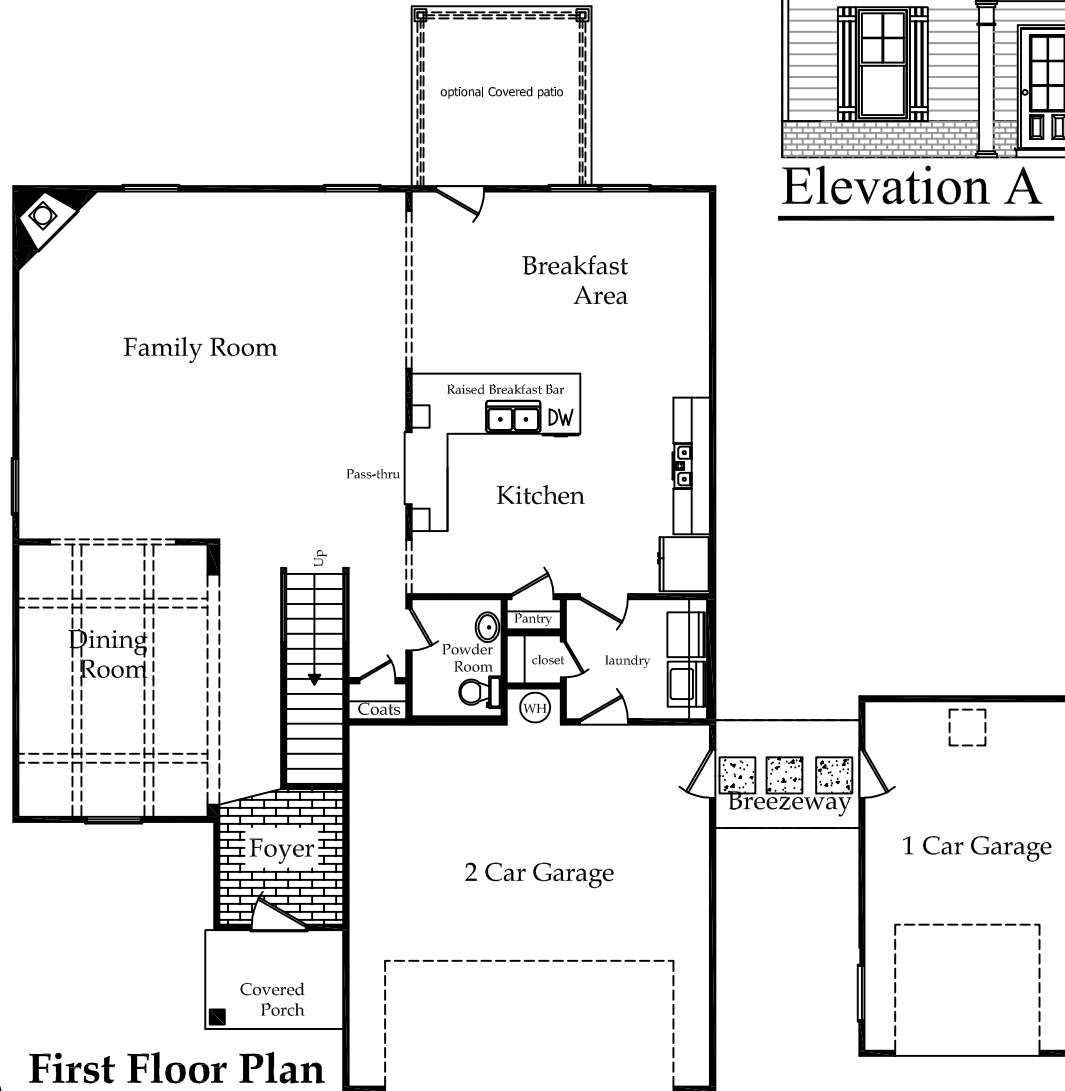 optional Covered patio
Elevation A
Breakfast
Area
Family Room
Raised Breakfast Bar
DW
Pass-thru
Kitchen
Up
Pantry
Dining
Room
Powder
Room
closet
laundry
Coats
WH
Breezeway
Foyer
2 Car Garage
1 Car Garage
Covered
Porch
First Floor Plan